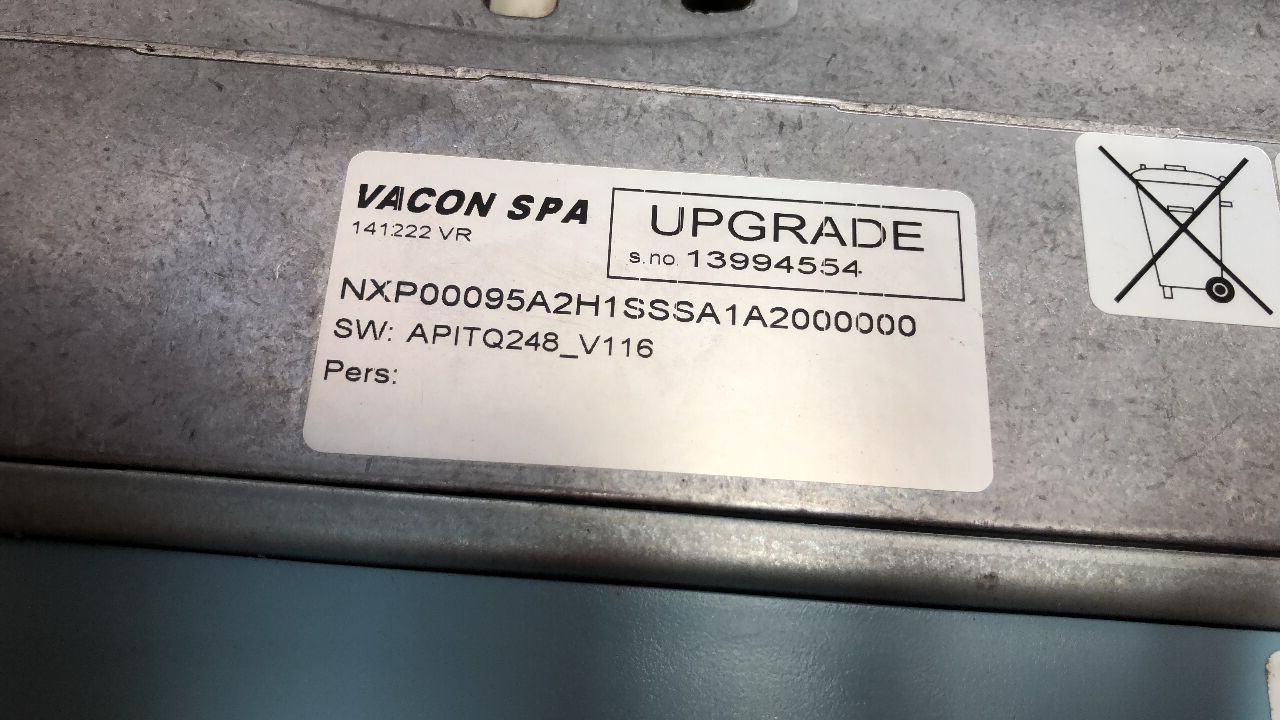 VACON SPA
141222 VR
UPGRADE
s.no. 13994554
NXP00095A2H1SSSA1A2000000
SW: APITQ248_V116
Pers: